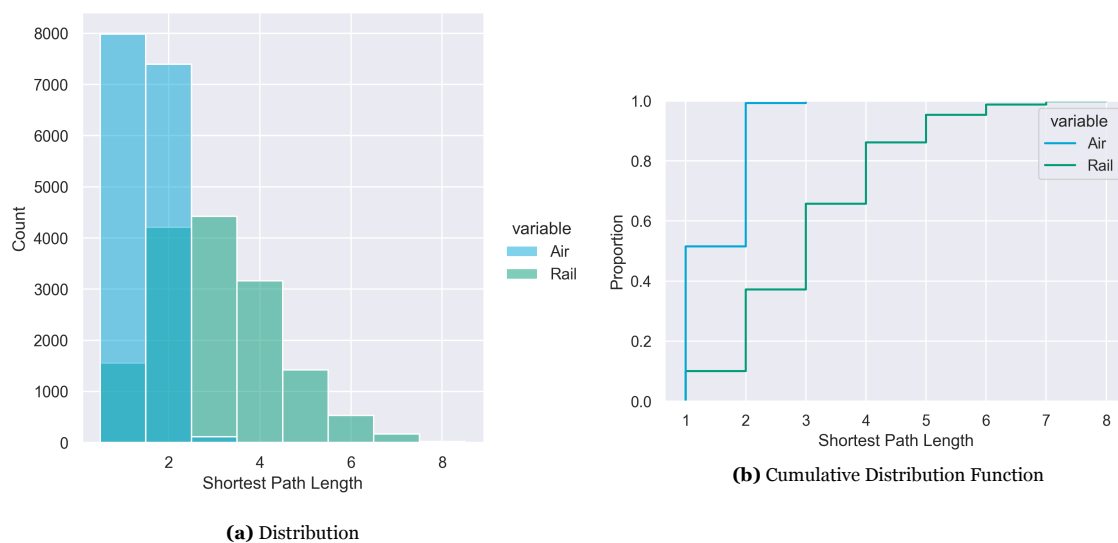 8000
7000
6000
5000
4000
3000
2000
1000
0
Count
2 4 6 8
Shortest Path Length
variable
Air
Rail
(a) Distribution
1.0
0.8
0.6
0.4
0.2
0.0
Proportion
variable
Air
Rail
1 2 3 4 5 6 7 8
Shortest Path Length
(b) Cumulative Distribution Function